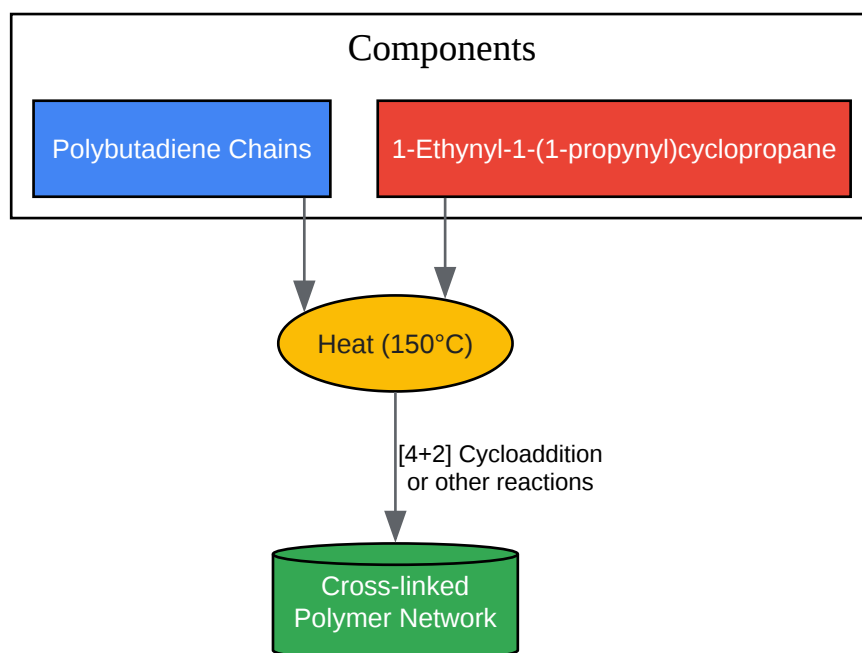 Components
Polybutadiene Chains
1-Ethynyl-1-(1-propynyl)cyclopropane
Heat (150°C)
[4+2] Cycloaddition
or other reactions
Cross-linked
Polymer Network